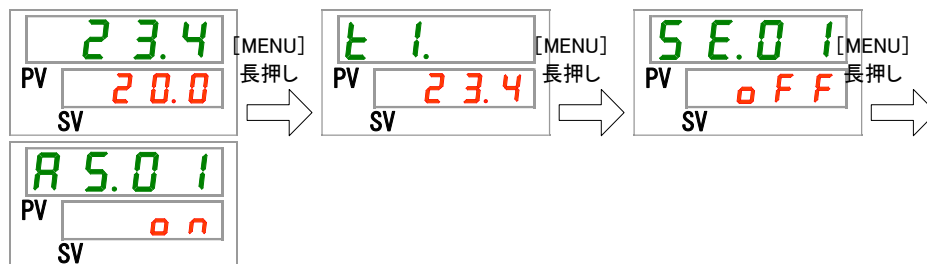 23.4
PV
20.0
SV
[MENU]
長押し
t 1.
PV
23.4
SV
[MENU]
長押し
SE.01
PV
oFF
SV
[MENU]
長押し
AS.01
PV
on
SV